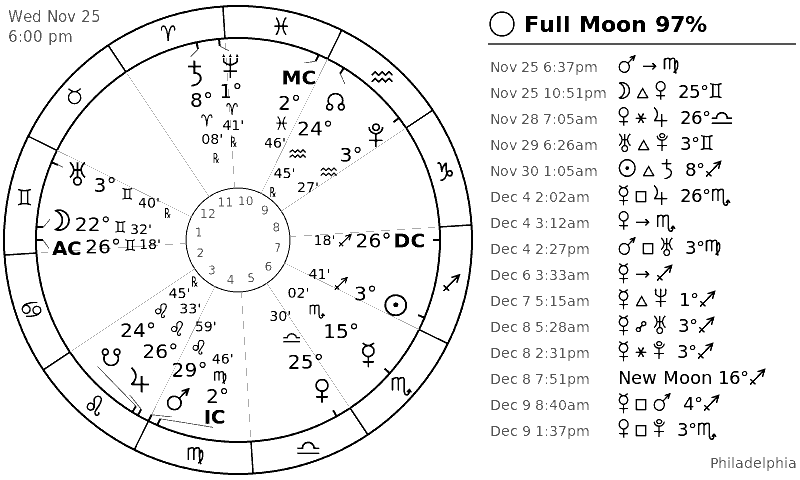 Wed Nov 25
6:00 pm
♈ ♓ ♒ ♑ ♐ ♏ ♎ ♍ ♌ ♋ ♊ ♉
♄ 8° ♈ 08' ℞
♆ 1° ♈ 41' ℞
MC 2° ♓ 46'
☊ 24° ♒ 45' ℞
♇ 3° ♒ 27'
♅ 3° ♊ 40' ℞
☽ 22° ♊ 32'
AC 26° ♊ 18'
18' ♐ 26° DC
41' ♐ 3° ☉
02' ♏ 15° ☿
30' ♎ 25° ♀
45' ℞ ♌ 24° ☋
33' ♌ 26° ♃
59' ♌ 29° ♂
46' ♍ 2° IC
1 2 3 4 5 6 7 8 9 10 11 12
Full Moon 97%
Nov 25 6:37pm ♂ → ♍
Nov 25 10:51pm ☽ △ ♀ 25°♊
Nov 28 7:05am ♀ ⚹ ♃ 26°♎
Nov 29 6:26am ♅ △ ♇ 3°♊
Nov 30 1:05am ☉ △ ♄ 8°♐
Dec 4 2:02am ☿ □ ♃ 26°♏
Dec 4 3:12am ♀ → ♏
Dec 4 2:27pm ♂ □ ♅ 3°♍
Dec 6 3:33am ☿ → ♐
Dec 7 5:15am ☿ △ ♆ 1°♐
Dec 8 5:28am ☿ ☍ ♅ 3°♐
Dec 8 2:31pm ☿ ⚹ ♇ 3°♐
Dec 8 7:51pm New Moon 16°♐
Dec 9 8:40am ☿ □ ♂ 4°♐
Dec 9 1:37pm ♀ □ ♇ 3°♏
Philadelphia